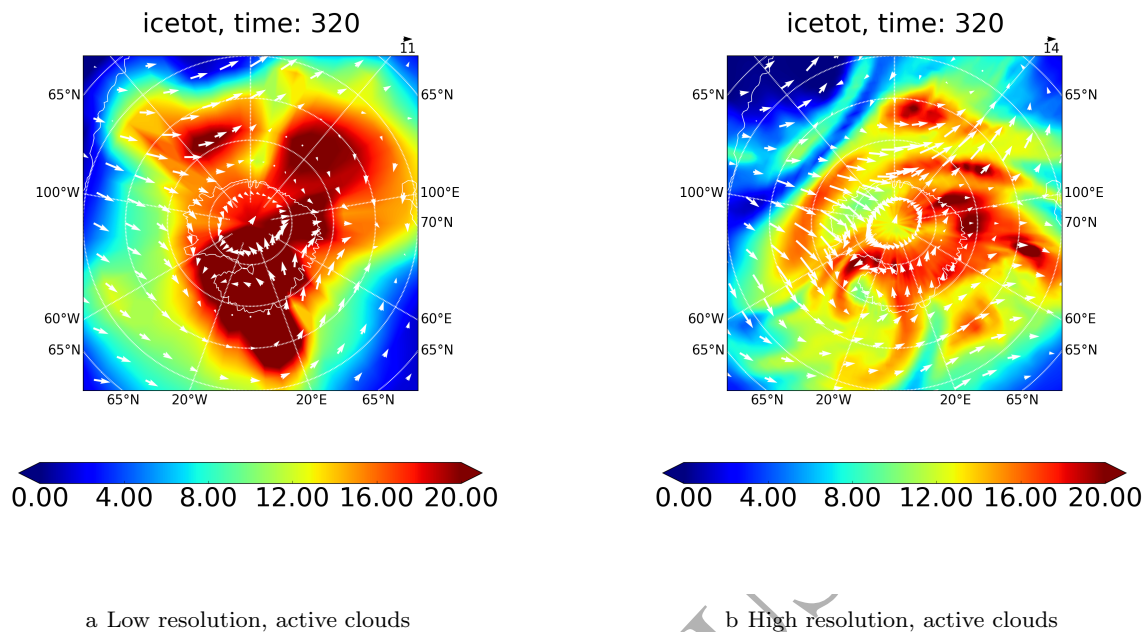 icetot, time: 320
11
65°N 65°N
100°W 100°E
70°N
60°W 60°E
65°N 65°N
65°N 20°W 20°E 65°N
0.00 4.00 8.00 12.00 16.00 20.00
a Low resolution, active clouds
icetot, time: 320
14
65°N 65°N
100°W 100°E
70°N
60°W 60°E
65°N 65°N
65°N 20°W 20°E 65°N
0.00 4.00 8.00 12.00 16.00 20.00
b High resolution, active clouds